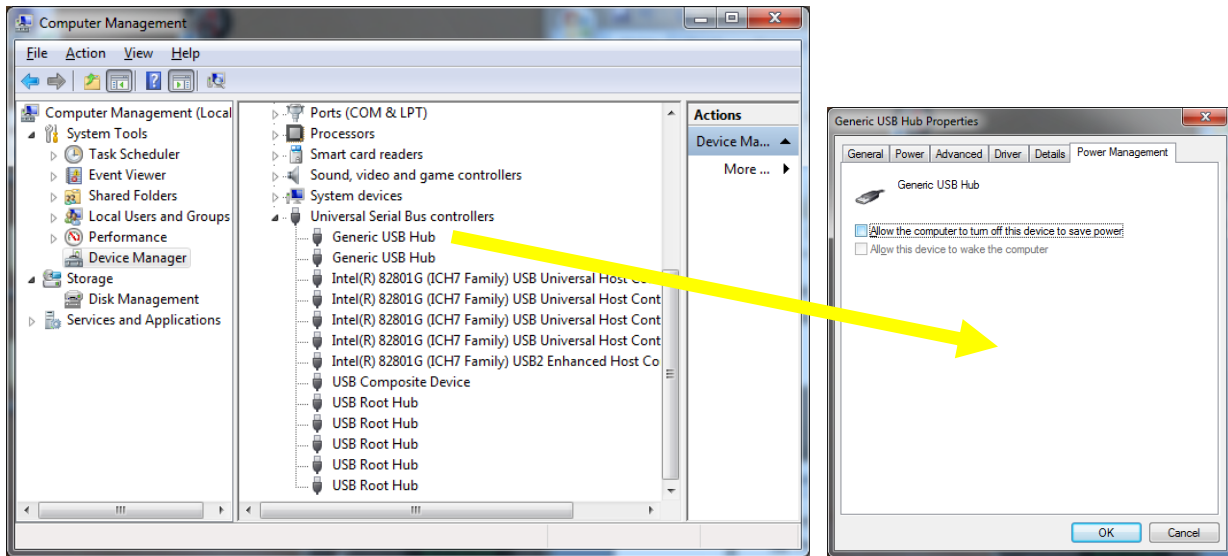 Computer Management
File Action View Help
Computer Management (Local
System Tools
Task Scheduler
Event Viewer
Shared Folders
Local Users and Groups
Performance
Device Manager
Storage
Disk Management
Services and Applications
Ports (COM & LPT)
Processors
Smart card readers
Sound, video and game controllers
System devices
Universal Serial Bus controllers
Generic USB Hub
Generic USB Hub
Intel(R) 82801G (ICH7 Family) USB Universal Host
Intel(R) 82801G (ICH7 Family) USB Universal Host Cont
Intel(R) 82801G (ICH7 Family) USB Universal Host Cont
Intel(R) 82801G (ICH7 Family) USB Universal Host Cont
Intel(R) 82801G (ICH7 Family) USB2 Enhanced Host Co
USB Composite Device
USB Root Hub
USB Root Hub
USB Root Hub
USB Root Hub
USB Root Hub
Actions
Device Ma...
More ...
Generic USB Hub Properties
General Power Advanced Driver Details Power Management
Generic USB Hub
Allow the computer to turn off this device to save power
Allow this device to wake the computer
OK Cancel